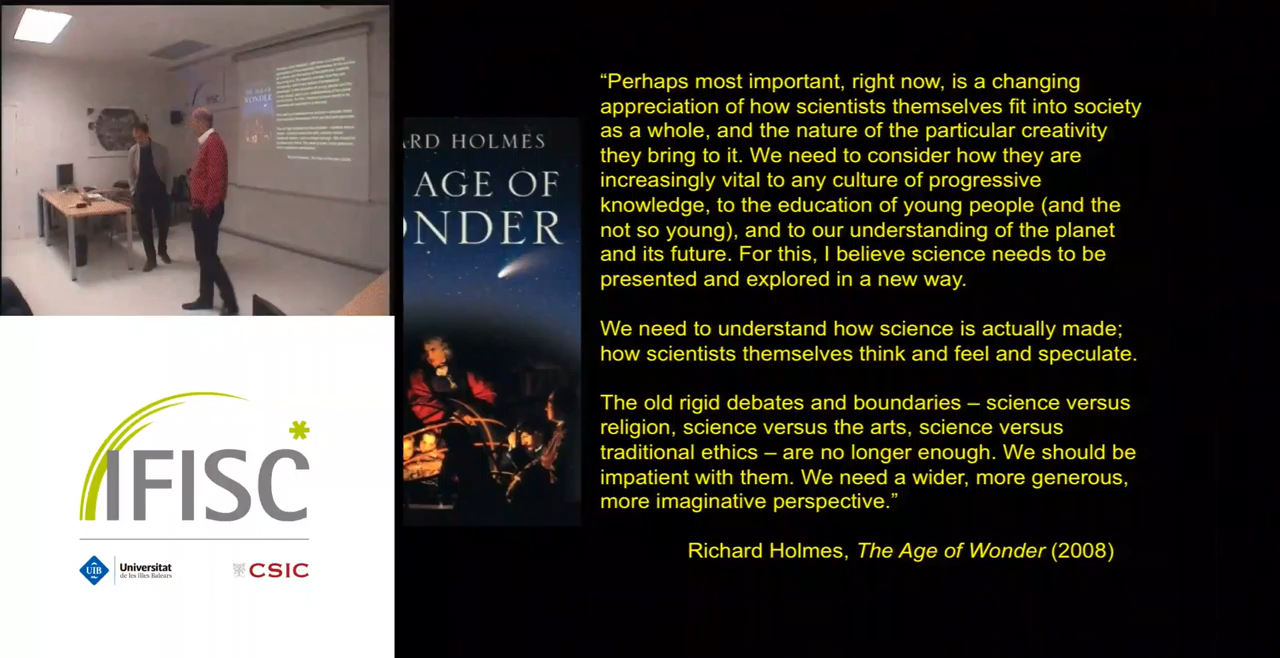 “Perhaps most important, right now, is a changing
appreciation of how scientists themselves fit into society
as a whole, and the nature of the particular creativity
they bring to it. We need to consider how they are
increasingly vital to any culture of progressive
knowledge, to the education of young people (and the
not so young), and to our understanding of the planet
and its future. For this, I believe science needs to be
presented and explored in a new way.
We need to understand how science is actually made;
how scientists themselves think and feel and speculate.
The old rigid debates and boundaries – science versus
religion, science versus the arts, science versus
traditional ethics – are no longer enough. We should be
impatient with them. We need a wider, more generous,
more imaginative perspective.”
Richard Holmes, The Age of Wonder (2008)
ARD HOLMES
AGE OF
ONDER
IFISC
UIB
Universitat
de les Illes Balears
CSIC